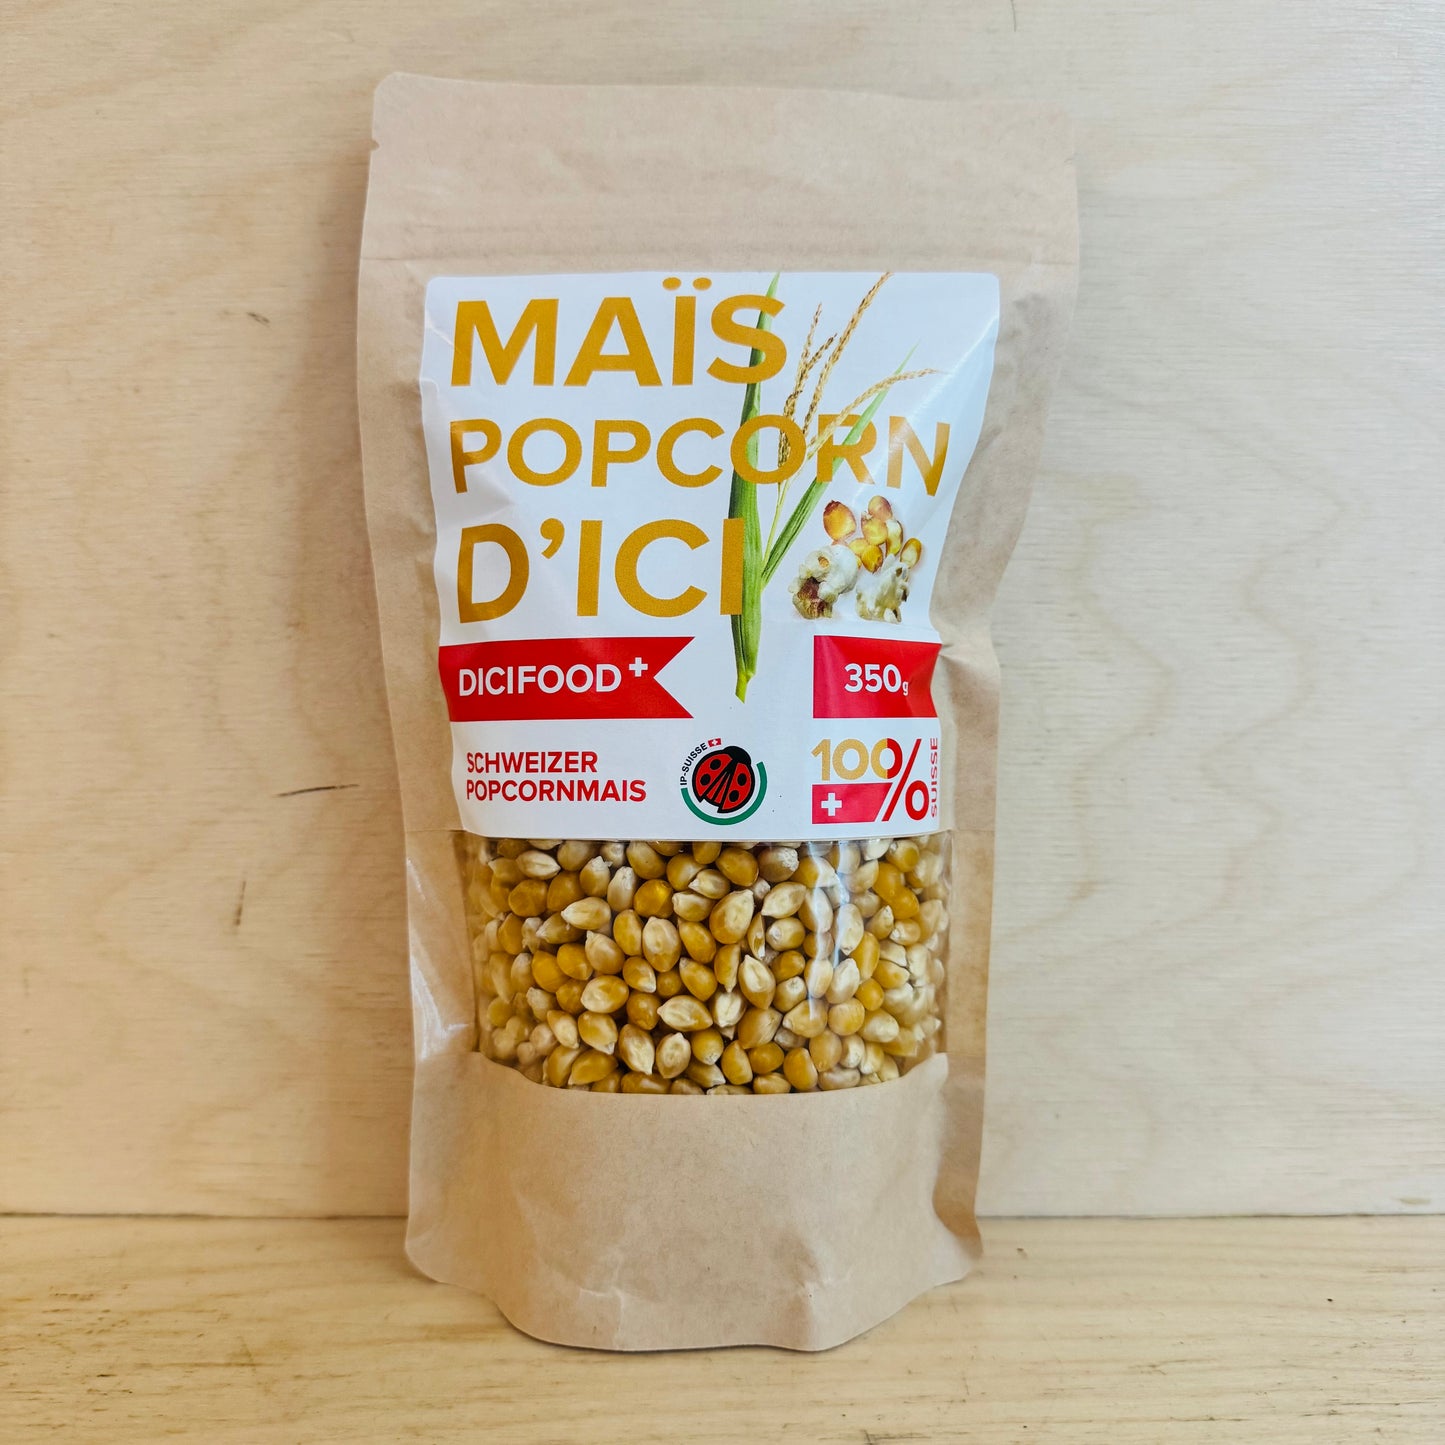 MAÏS
POPCORN
D'ICI
DICIFOOD+
350g
SCHWEIZER
POPCORNMAIS
IP-SUISSE
100%
SUISSE